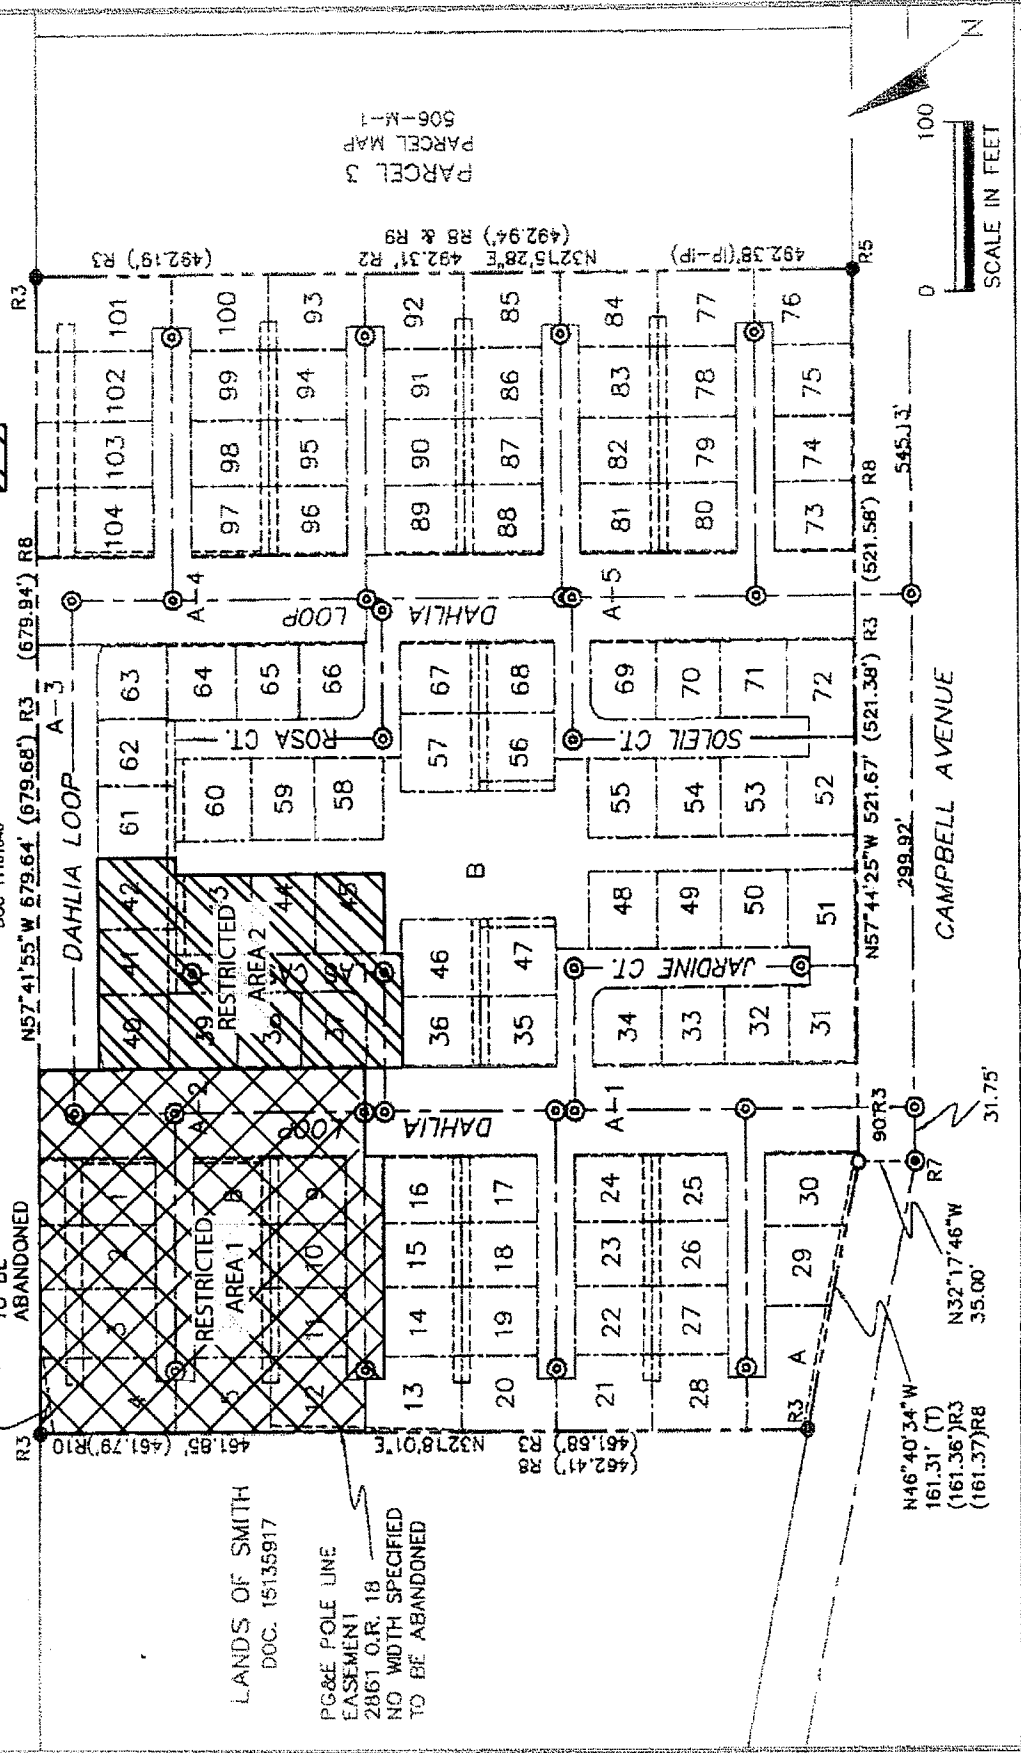 TO BE
ABANDONED
R3
N57°41'55"W 679.64' (679.68') R3 (679.94') R8
R3
DAHLIA LOOP
A-3
PARCEL 3
PARCEL MAP
506-M-1
LANDS OF SMITH
DOC. 15135917
PG&E POLE LINE
EASEMENT
2861 O.R. 18
NO WIDTH SPECIFIED
TO BE ABANDONED
461.85' (461.79')R10
N32°18'01"E
(461.68') R3
(462.41') R8
(492.19') R3
N32°15'28"E 492.31' R2
(492.94') R8 & R9
492.38'(IP-IP)
RESTRICTED
AREA 1
RESTRICTED
AREA 2
1
2
3
4
5
9
10
11
12
13
14
15
16
17
18
19
20
21
22
23
24
25
26
27
28
29
30
A
31
32
33
34
35
36
37
39
40
41
42
3
44
45
46
47
48
49
50
51
52
53
54
55
56
57
58
59
60
61
62
63
64
65
66
67
68
69
70
71
72
73
74
75
76
77
78
79
80
81
82
83
84
85
86
87
88
89
90
91
92
93
94
95
96
97
98
99
100
101
102
103
104
A-2
A-1
DAHLIA
LOOP
A-4
A-5
DAHLIA
LOOP
ROSA CT.
SOLEIL CT.
JARDINE CT.
B
R3
R7
R5
90R3
N57°44'25"W 521.67' (521.38') R3 (521.58') R8
299.92'
545.13'
31.75'
CAMPBELL AVENUE
N32°17'46"W
35.00'
N46°40'34"W
161.31' (T)
(161.36')R3
(161.37)R8
N
0
100
SCALE IN FEET